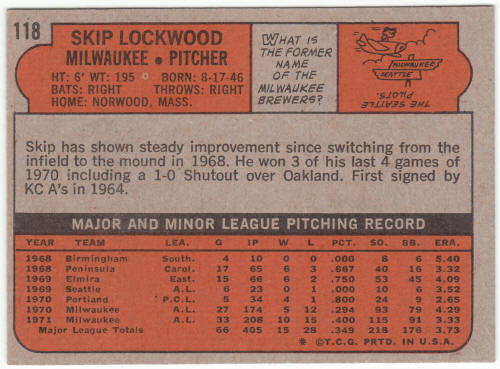 118
SKIP LOCKWOOD
MILWAUKEE • PITCHER
HT: 6' WT: 195 BORN: 8-17-46
BATS: RIGHT THROWS: RIGHT
HOME: NORWOOD, MASS.
WHAT IS
THE FORMER
NAME
OF THE
MILWAUKEE
BREWERS?
MILWAUKEE
SEATTLE
THE SEATTLE
PILOTS.
Skip has shown steady improvement since switching from the
infield to the mound in 1968. He won 3 of his last 4 games of
1970 including a 1-0 Shutout over Oakland. First signed by
KC A's in 1964.
MAJOR AND MINOR LEAGUE PITCHING RECORD
YEAR TEAM LEA. G IP W L PCT. SO. BB. ERA.
1968 Birmingham South. 4 10 0 0 .000 8 6 5.40
1968 Peninsula Carol. 17 65 6 3 .667 40 16 3.32
1969 Elmira East. 15 66 6 2 .750 53 45 4.09
1969 Seattle A.L. 6 23 0 1 .000 10 6 3.52
1970 Portland P.C.L. 5 34 4 1 .800 24 9 2.65
1970 Milwaukee A.L. 27 174 5 12 .294 93 79 4.29
1971 Milwaukee A.L. 33 208 10 15 .400 115 91 3.33
Major League Totals 66 405 15 28 .349 218 176 3.73
* © T.C.G. PRTD. IN U.S.A.